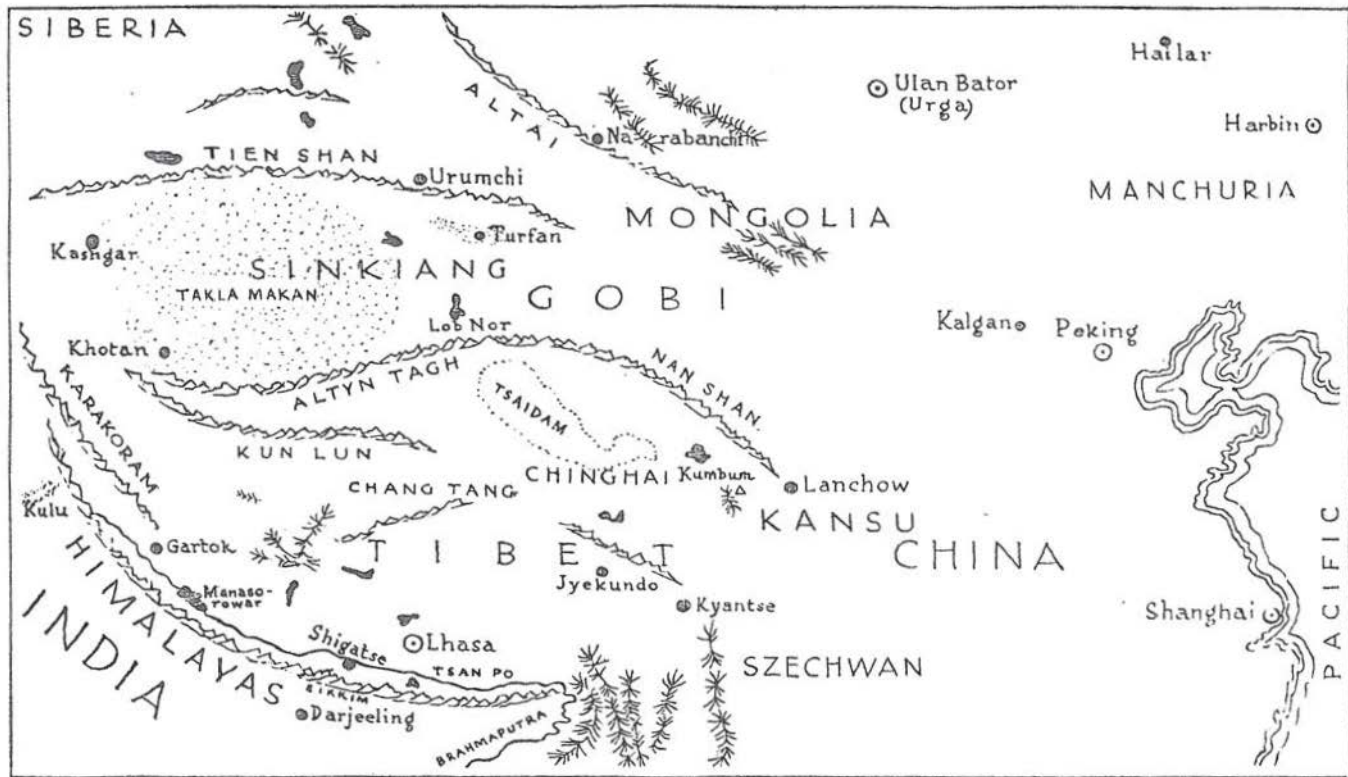 SIBERIA
Hailar
Ulan Bator
(Urga)
ALTAI
Harbin
Narabanchi
TIEN SHAN
Urumchi
MANCHURIA
MONGOLIA
Turfan
Kashgar
SINKIANG
TAKLA MAKAN
GOBI
Lob Nor
Kalgan
Peking
Khotan
ALTYN TAGH
NAN SHAN
KARAKORAM
TSAIDAM
KUN LUN
CHINGHAI
Kumbum
CHANG TANG
Lanchow
Kulu
KANSU
Gartok
TIBET
CHINA
PACIFIC
Jyekundo
HIMALAYAS
Manaso-
rowar
Kyantse
Shanghai
INDIA
Shigatse
Lhasa
TSAN PO
SZECHWAN
SIKKIM
Darjeeling
BRAHMAPUTRA